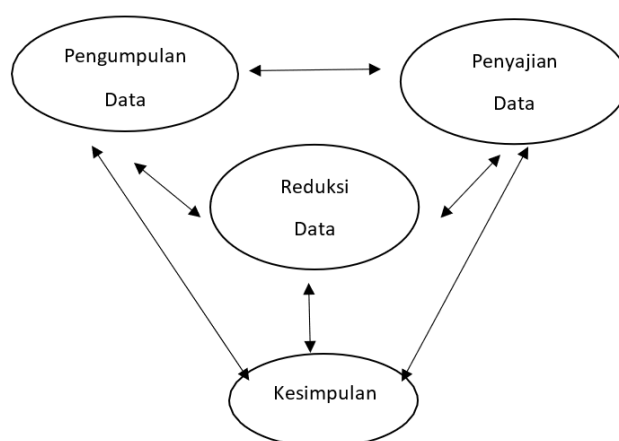 Pengumpulan
Data
Penyajian
Data
Reduksi
Data
Kesimpulan